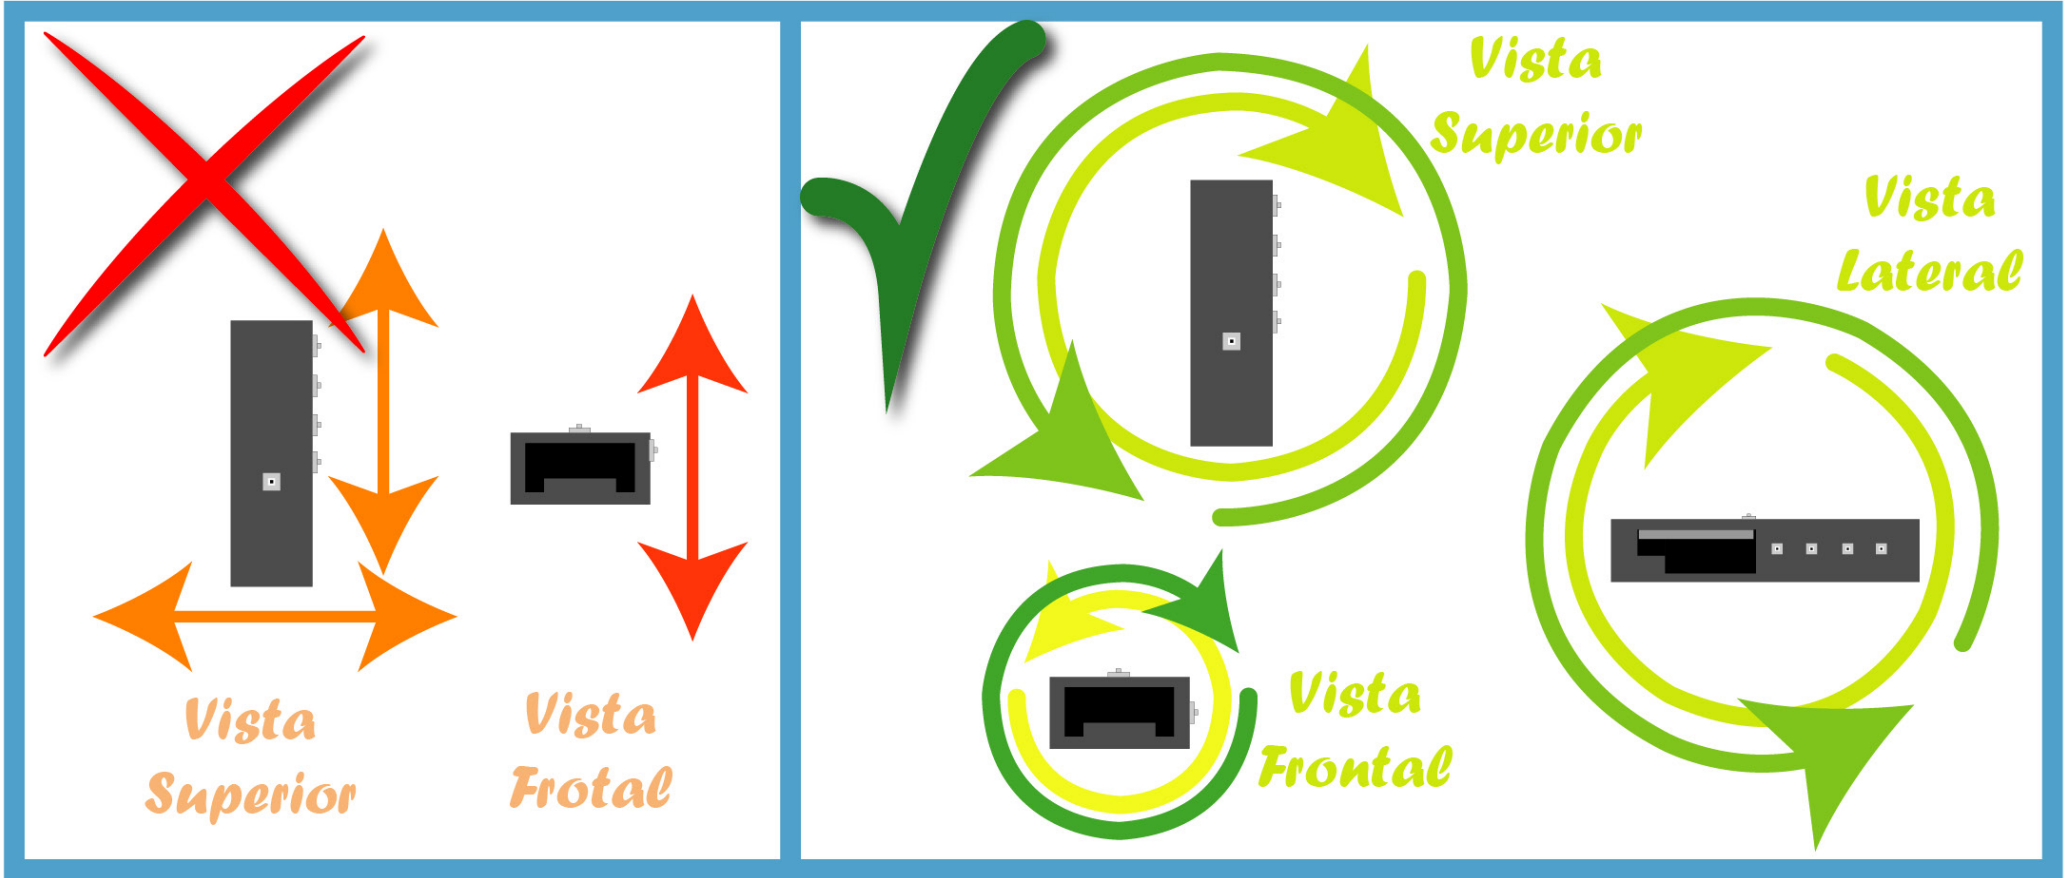 Vista
Superior
Vista
Frotal
Vista
Superior
Vista
Lateral
Vista
Frontal